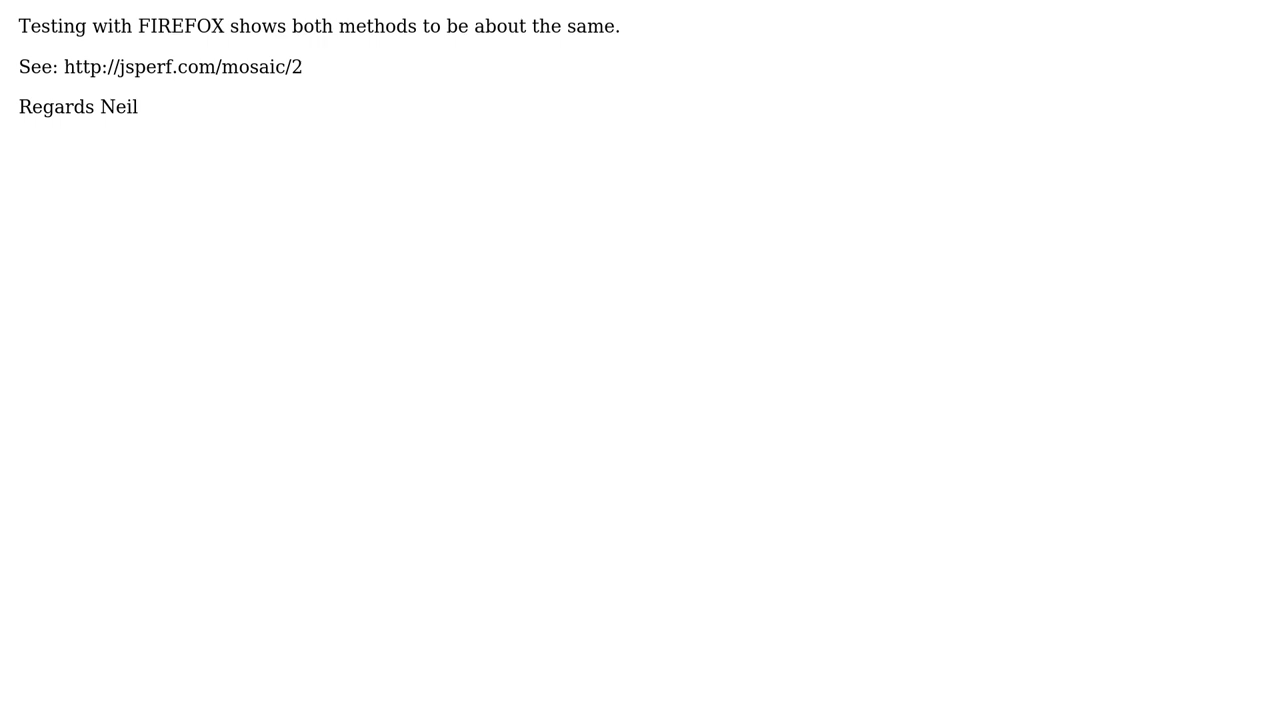 Testing with FIREFOX shows both methods to be about the same.
See: http://jsperf.com/mosaic/2
Regards Neil